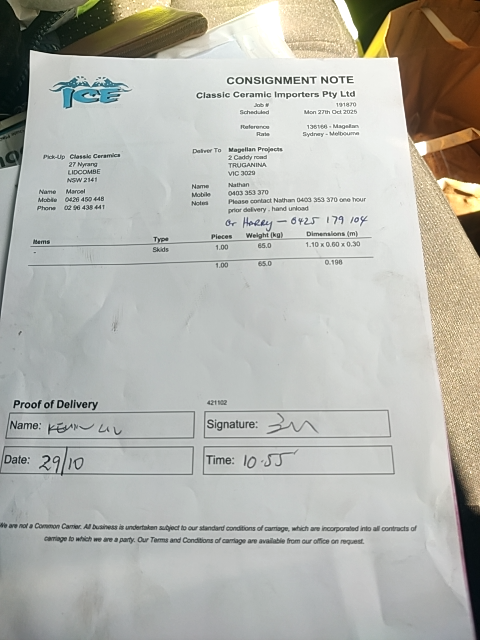 ICE
CONSIGNMENT NOTE
Classic Ceramic Importers Pty Ltd
Job # 191870
Scheduled Mon 27th Oct 2025
Reference 136166 - Magellan
Rate Sydney - Melbourne
Pick-Up Classic Ceramics
27 Nyrang
LIDCOMBE
NSW 2141
Name Marcel
Mobile 0426 450 448
Phone 02 96 438 441
Deliver To Magellan Projects
2 Caddy road
TRUGANINA
VIC 3029
Name Nathan
Mobile 0403 353 370
Notes Please contact Nathan 0403 353 370 one hour
prior delivery , hand unload
Or HARRY - 0425 179 104
Items Type Pieces Weight (kg) Dimensions (m)
- Skids 1.00 65.0 1.10 x 0.60 x 0.30
1.00 65.0 0.198
Proof of Delivery 421102
Name: KEVIN LIU Signature:
Date: 29/10 Time: 10.55
We are not a Common Carrier. All business is undertaken subject to our standard conditions of carriage, which are incorporated into all contracts of
carriage to which we are a party. Our Terms and Conditions of carriage are available from our office on request.